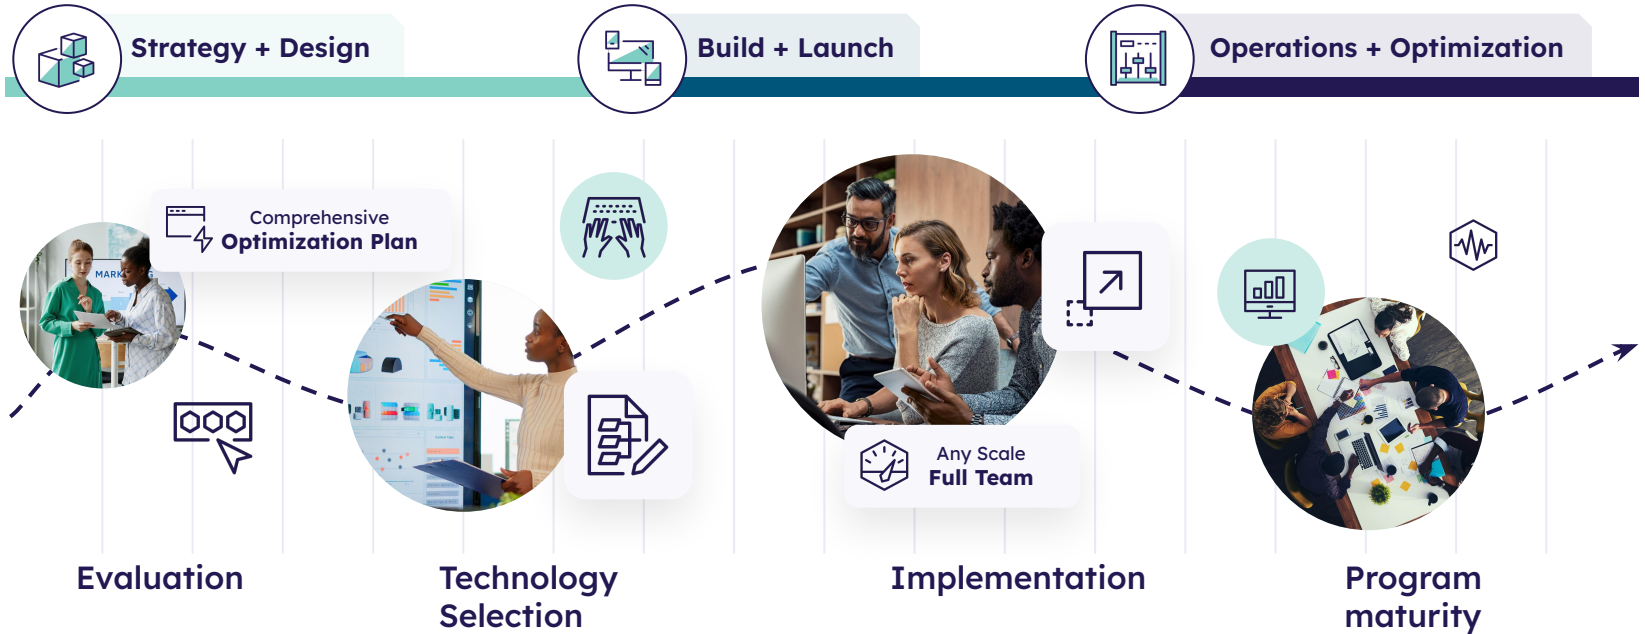 Strategy + Design
Build + Launch
Operations + Optimization
Comprehensive
Optimization Plan
Any Scale
Full Team
Evaluation
Technology
Selection
Implementation
Program
maturity